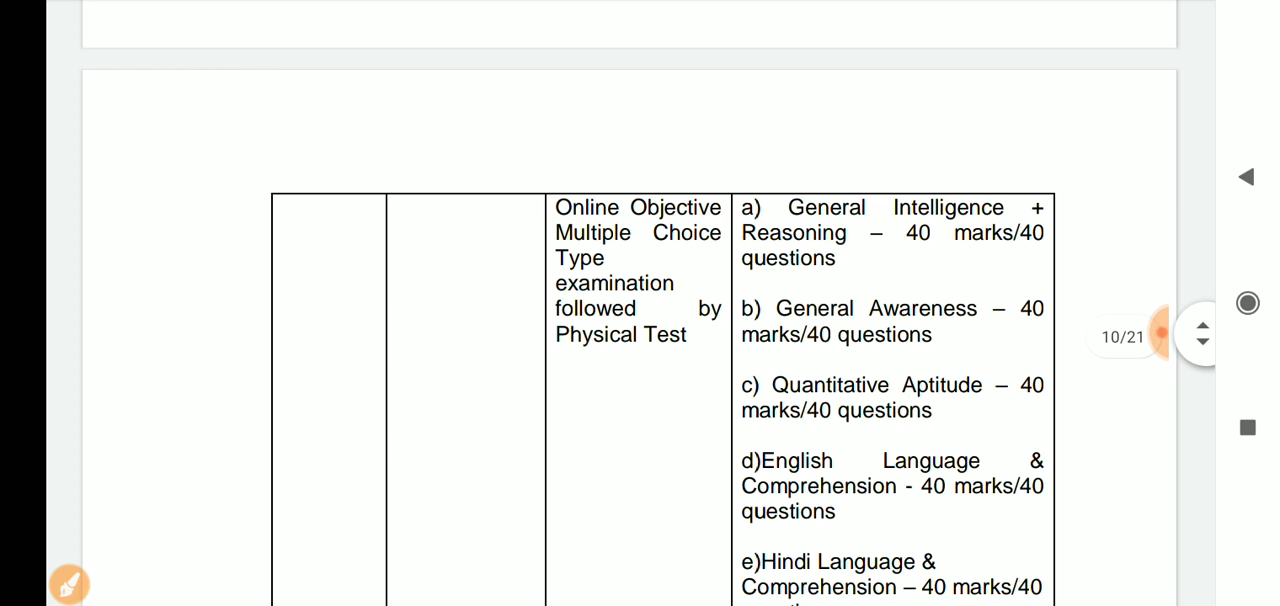 Online Objective
Multiple Choice
Type
examination
followed by
Physical Test
a) General Intelligence +
Reasoning – 40 marks/40
questions
b) General Awareness – 40
marks/40 questions
c) Quantitative Aptitude – 40
marks/40 questions
d)English Language &
Comprehension - 40 marks/40
questions
e)Hindi Language &
Comprehension – 40 marks/40
10/21